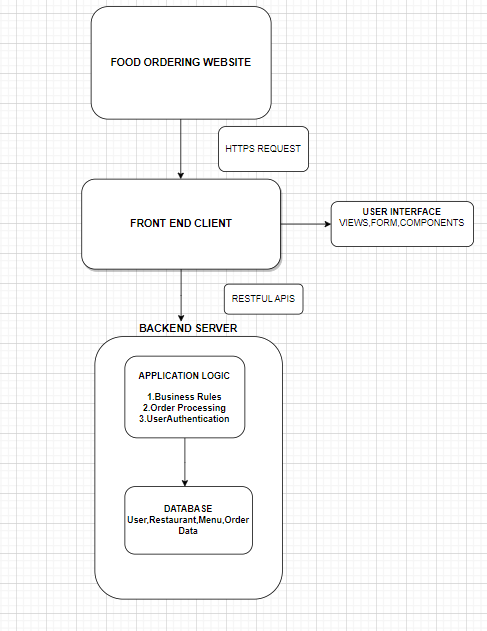 FOOD ORDERING WEBSITE
HTTPS REQUEST
FRONT END CLIENT
USER INTERFACE
VIEWS,FORM,COMPONENTS
RESTFUL APIS
BACKEND SERVER
APPLICATION LOGIC
1.Business Rules
2.Order Processing
3.UserAuthentication
DATABASE
User,Restaurant,Menu,Order
Data